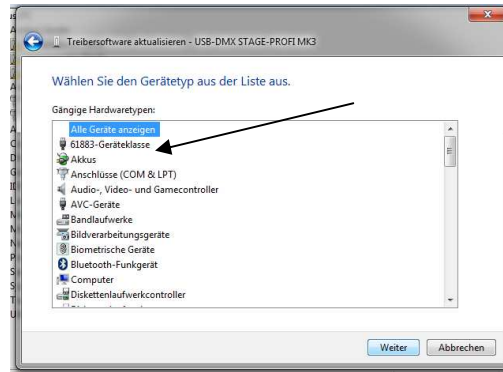 Treibersoftware aktualisieren - USB-DMX STAGE-PROFI MK3
Wählen Sie den Gerätetyp aus der Liste aus.
Gängige Hardwaretypen:
Alle Geräte anzeigen
61883-Geräteklasse
Akkus
Anschlüsse (COM & LPT)
Audio-, Video- und Gamecontroller
AVC-Geräte
Bandlaufwerke
Bildverarbeitungsgeräte
Biometrische Geräte
Bluetooth-Funkgerät
Computer
Diskettenlaufwerkcontroller
Weiter
Abbrechen